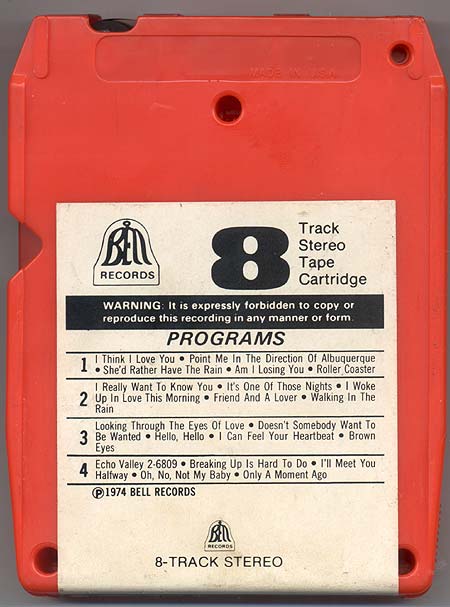 MADE IN U.S.A.
BELL
RECORDS
8
Track
Stereo
Tape
Cartridge
WARNING: It is expressly forbidden to copy or
reproduce this recording in any manner or form.
PROGRAMS
1 I Think I Love You • Point Me In The Direction Of Albuquerque
• She'd Rather Have The Rain • Am I Losing You • Roller Coaster
2 I Really Want To Know You • It's One Of Those Nights • I Woke
Up In Love This Morning • Friend And A Lover • Walking In The
Rain
3 Looking Through The Eyes Of Love • Doesn't Somebody Want To
Be Wanted • Hello, Hello • I Can Feel Your Heartbeat • Brown
Eyes
4 Echo Valley 2-6809 • Breaking Up Is Hard To Do • I'll Meet You
Halfway • Oh, No, Not My Baby • Only A Moment Ago
Ⓟ1974 BELL RECORDS
BELL
RECORDS
8-TRACK STEREO